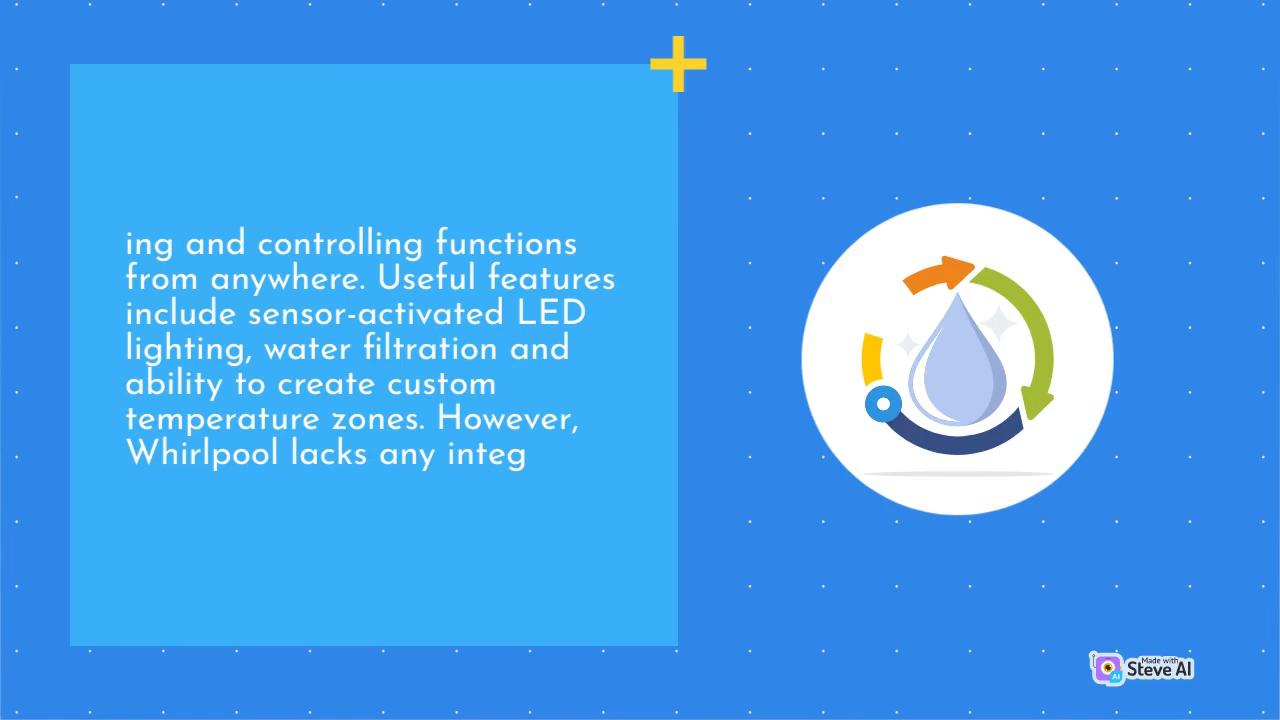 ing and controlling functions
from anywhere. Useful features
include sensor-activated LED
lighting, water filtration and
ability to create custom
temperature zones. However,
Whirlpool lacks any integ
Made with
Steve AI
AI